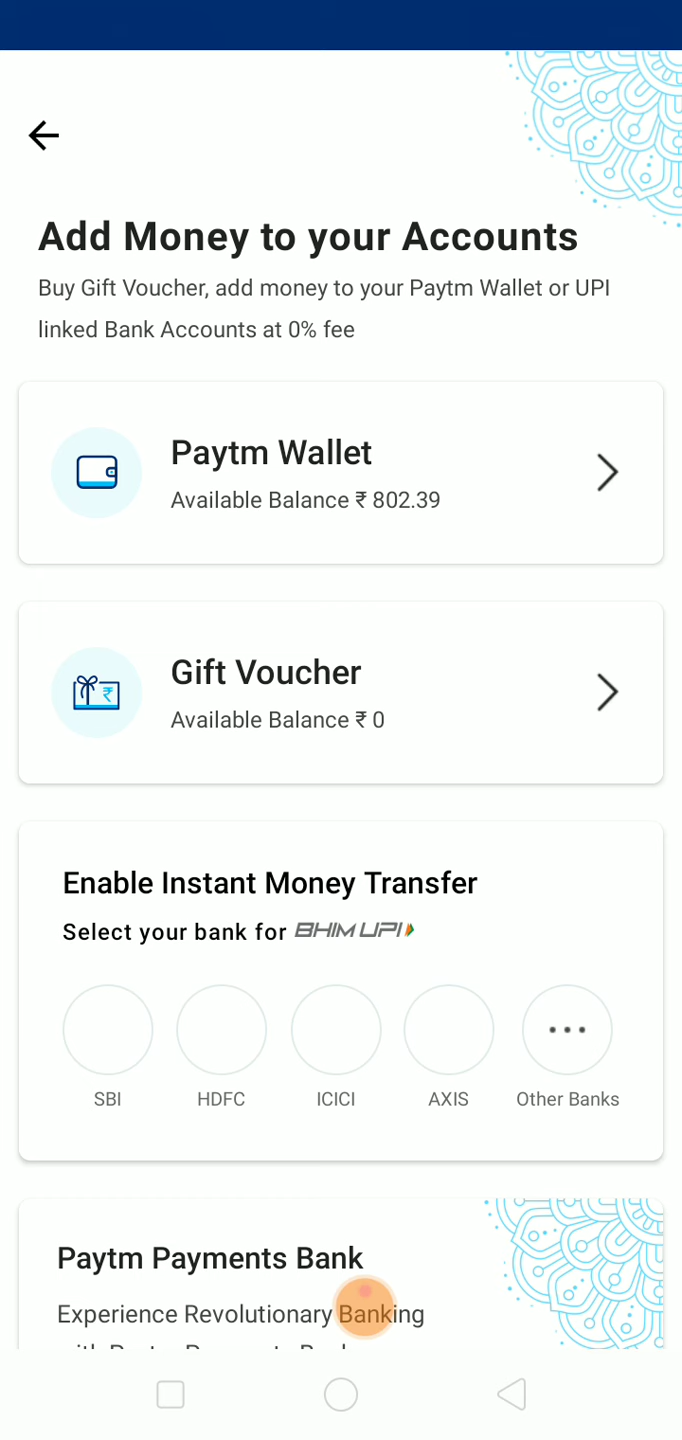 Add Money to your Accounts
Buy Gift Voucher, add money to your Paytm Wallet or UPI
linked Bank Accounts at 0% fee
Paytm Wallet
Available Balance ₹ 802.39
Gift Voucher
Available Balance ₹ 0
Enable Instant Money Transfer
Select your bank for BHIM UPI
SBI HDFC ICICI AXIS Other Banks
Paytm Payments Bank
Experience Revolutionary Banking